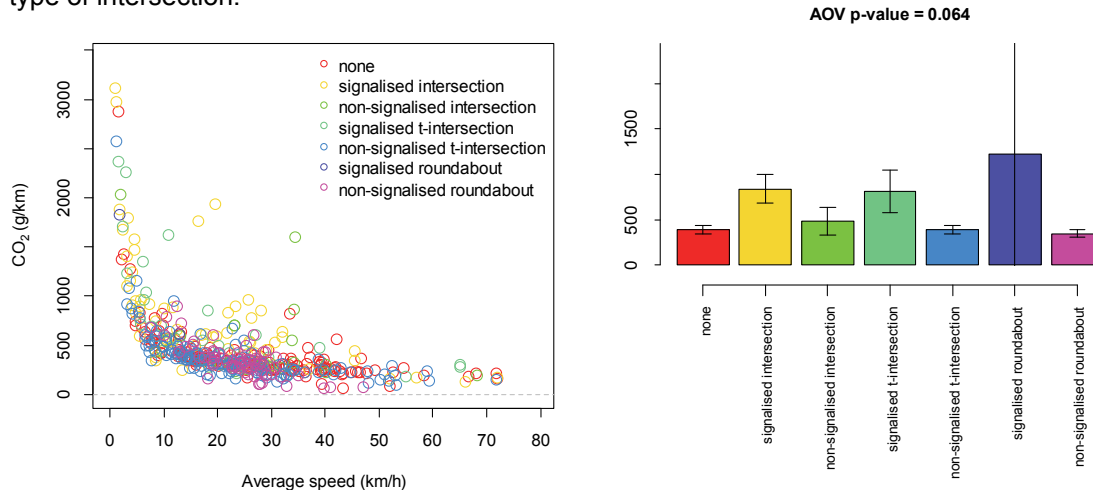 type of intersection.
AOV p-value = 0.064
none
signalised intersection
non-signalised intersection
signalised t-intersection
non-signalised t-intersection
signalised roundabout
non-signalised roundabout
CO₂ (g/km)
3000
2000
1000
500
0
0 10 20 30 40 50 60 70 80
Average speed (km/h)
1500
500
0
none
signalised intersection
non-signalised intersection
signalised t-intersection
non-signalised t-intersection
signalised roundabout
non-signalised roundabout